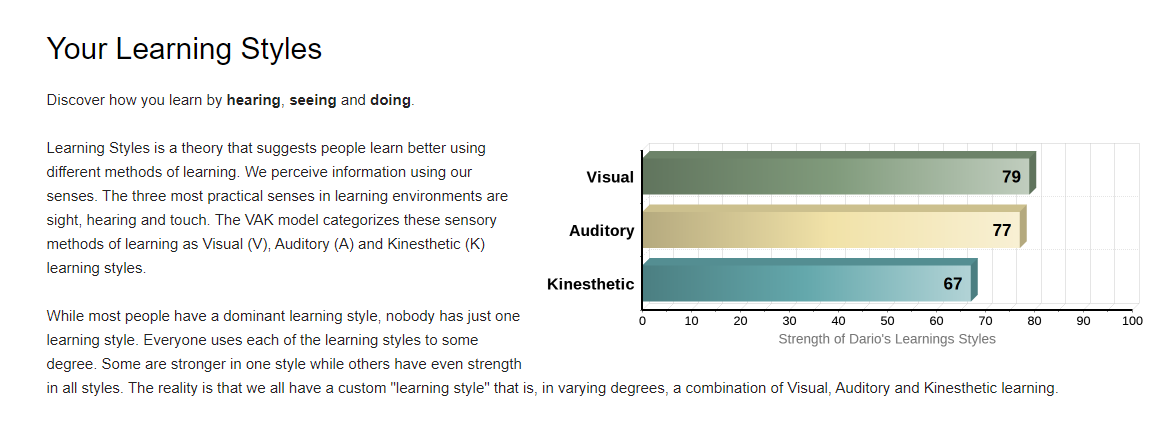 Your Learning Styles
Discover how you learn by hearing, seeing and doing.
Learning Styles is a theory that suggests people learn better using
different methods of learning. We perceive information using our
senses. The three most practical senses in learning environments are
sight, hearing and touch. The VAK model categorizes these sensory
methods of learning as Visual (V), Auditory (A) and Kinesthetic (K)
learning styles.
While most people have a dominant learning style, nobody has just one
learning style. Everyone uses each of the learning styles to some
degree. Some are stronger in one style while others have even strength
in all styles. The reality is that we all have a custom "learning style" that is, in varying degrees, a combination of Visual, Auditory and Kinesthetic learning.
Visual 79
Auditory 77
Kinesthetic 67
0 10 20 30 40 50 60 70 80 90 100
Strength of Dario's Learnings Styles